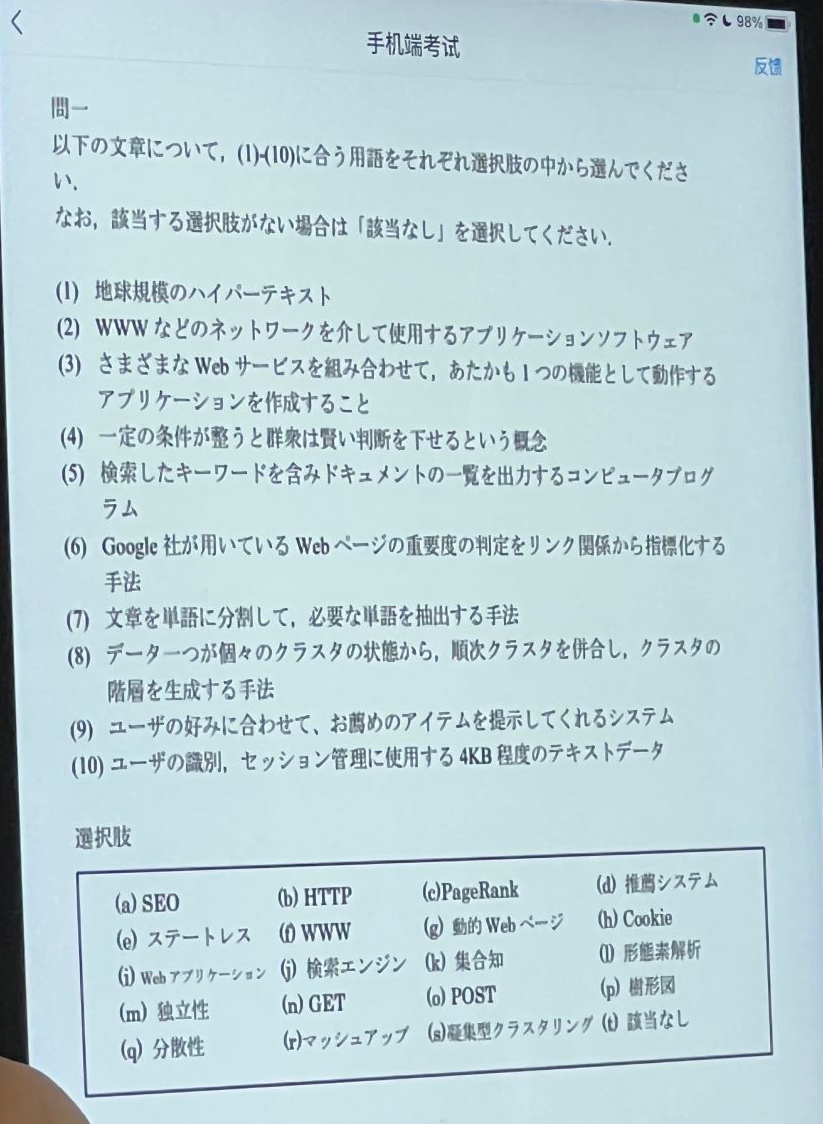 98%
手机端考试
反馈
問一
以下の文章について，(1)-(10)に合う用語をそれぞれ選択肢の中から選んでくださ
い．
なお，該当する選択肢がない場合は「該当なし」を選択してください．
(1) 地球規模のハイパーテキスト
(2) WWW などのネットワークを介して使用するアプリケーションソフトウェア
(3) さまざまな Web サービスを組み合わせて，あたかも 1 つの機能として動作する
アプリケーションを作成すること
(4) 一定の条件が整うと群衆は賢い判断を下せるという概念
(5) 検索したキーワードを含みドキュメントの一覧を出力するコンピュータプログ
ラム
(6) Google 社が用いている Web ページの重要度の判定をリンク関係から指標化する
手法
(7) 文章を単語に分割して，必要な単語を抽出する手法
(8) データ一つが個々のクラスタの状態から，順次クラスタを併合し，クラスタの
階層を生成する手法
(9) ユーザの好みに合わせて、お薦めのアイテムを提示してくれるシステム
(10) ユーザの識別，セッション管理に使用する 4KB 程度のテキストデータ
選択肢
(a) SEO (b) HTTP (c)PageRank (d) 推薦システム
(e) ステートレス (f) WWW (g) 動的 Web ページ (h) Cookie
(i) Web アプリケーション (j) 検索エンジン (k) 集合知 (l) 形態素解析
(m) 独立性 (n) GET (o) POST (p) 樹形図
(q) 分散性 (r)マッシュアップ (s)凝集型クラスタリング (t) 該当なし